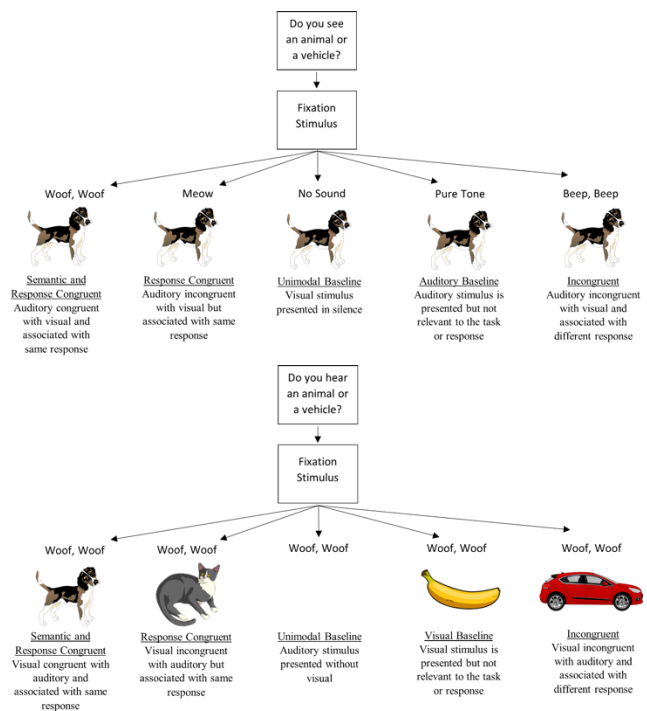 Do you see
an animal or
a vehicle?
Fixation
Stimulus
Woof, Woof
Meow
No Sound
Pure Tone
Beep, Beep
Semantic and
Response Congruent
Auditory congruent
with visual and
associated with
same response
Response Congruent
Auditory incongruent
with visual but
associated with same
response
Unimodal Baseline
Visual stimulus
presented in silence
Auditory Baseline
Auditory stimulus is
presented but not
relevant to the task
or response
Incongruent
Auditory incongruent
with visual and
associated with
different response
Do you hear
an animal or
a vehicle?
Fixation
Stimulus
Woof, Woof
Woof, Woof
Woof, Woof
Woof, Woof
Woof, Woof
Semantic and
Response Congruent
Visual congruent with
auditory and
associated with same
response
Response Congruent
Visual incongruent
with auditory but
associated with same
response
Unimodal Baseline
Auditory stimulus
presented without
visual
Visual Baseline
Visual stimulus is
presented but not
relevant to the task
or response
Incongruent
Visual incongruent
with auditory and
associated with
different response